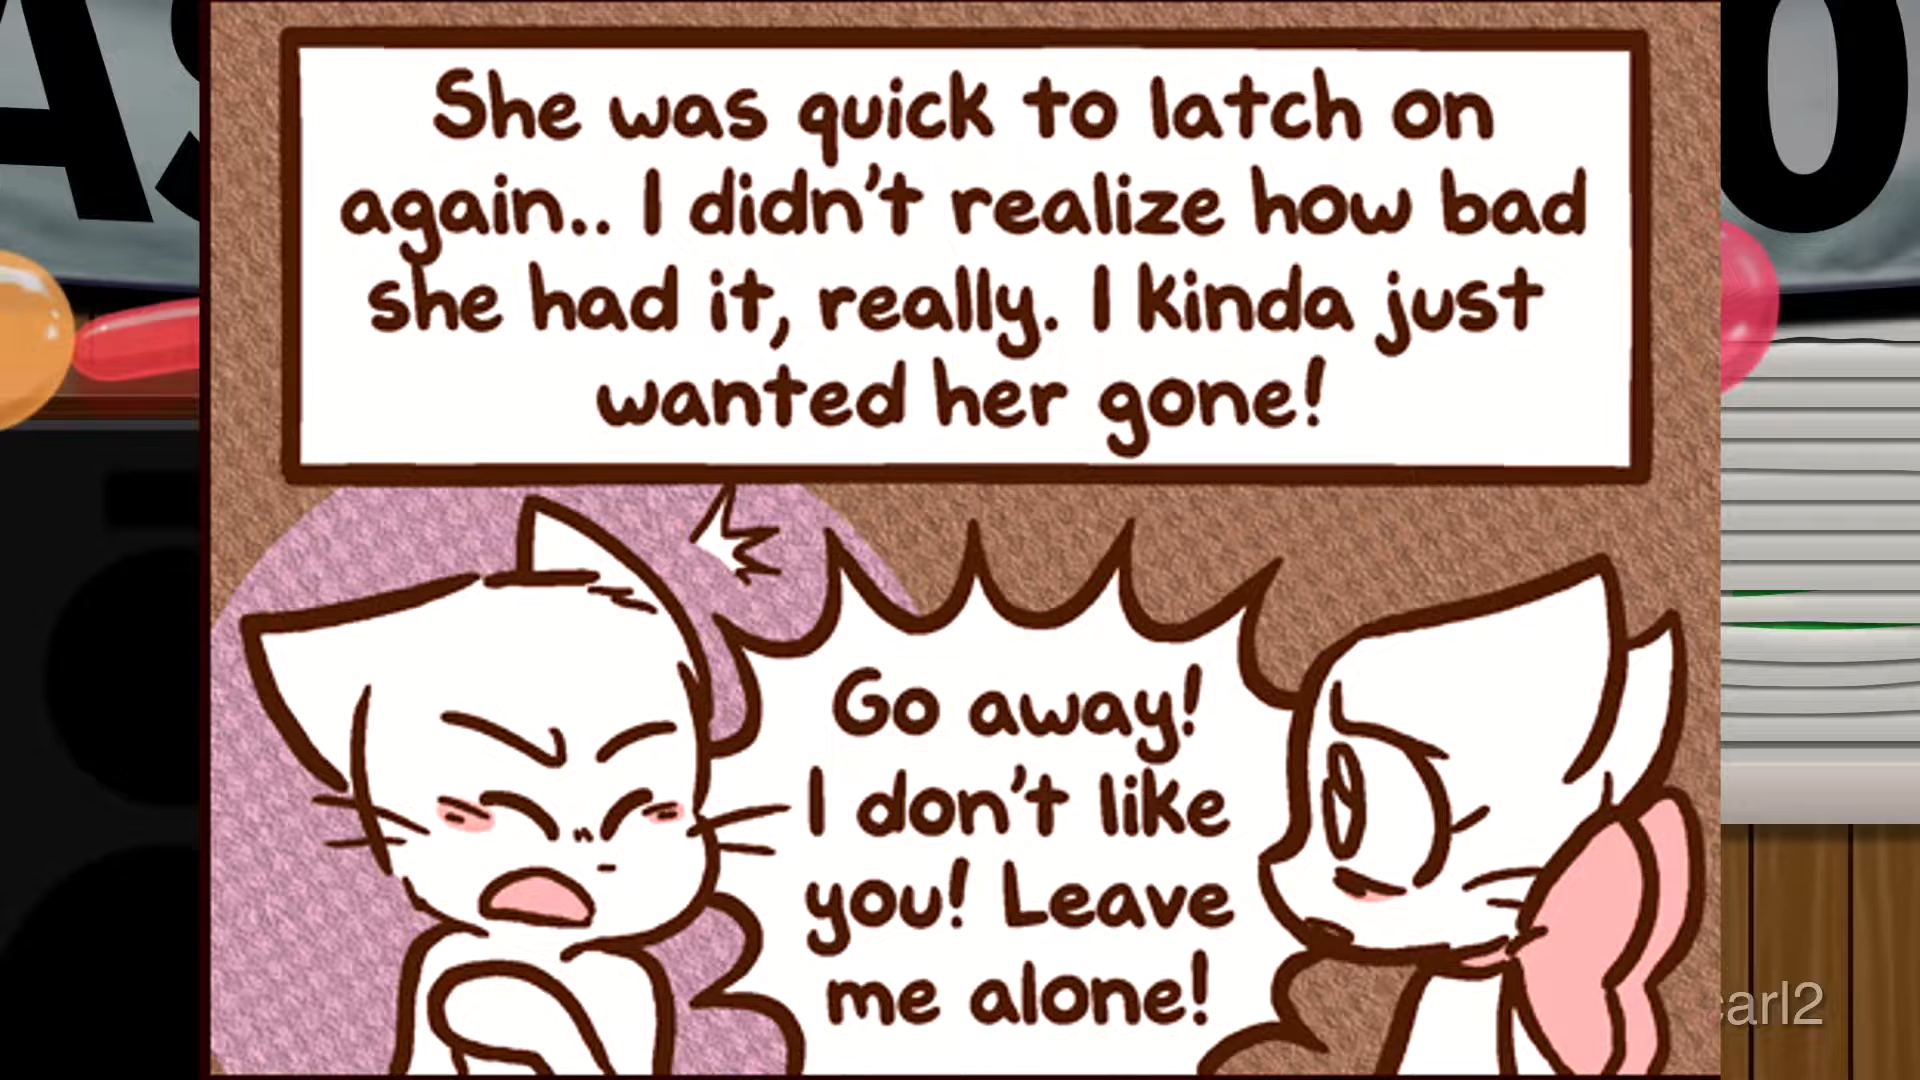 She was quick to latch on
again.. I didn't realize how bad
she had it, really. I kinda just
wanted her gone!
Go away!
I don't like
you! Leave
me alone!
carl2